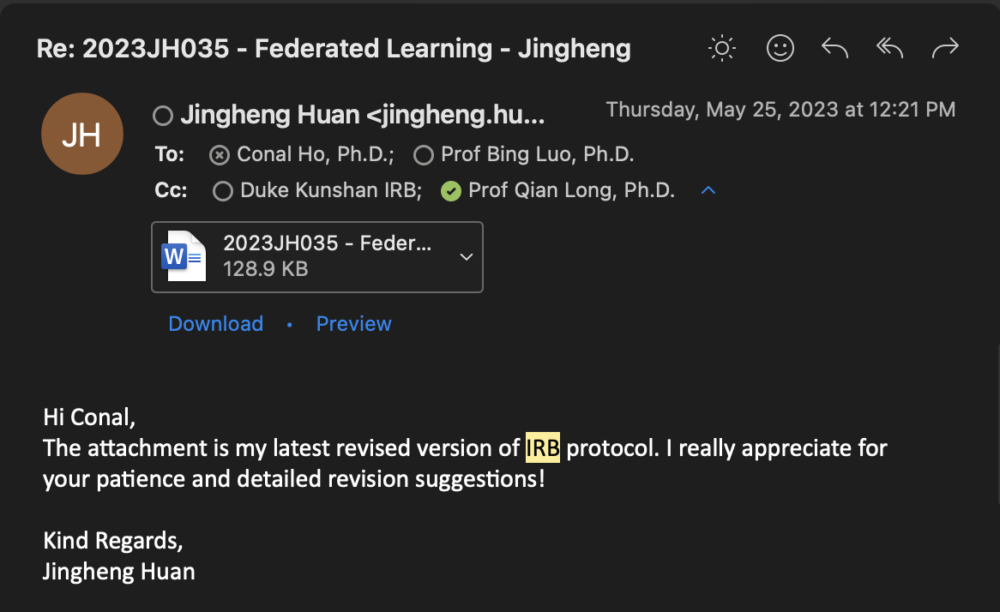 Re: 2023JH035 - Federated Learning - Jingheng
JH
Jingheng Huan <jingheng.hu...
Thursday, May 25, 2023 at 12:21 PM
To: Conal Ho, Ph.D.; Prof Bing Luo, Ph.D.
Cc: Duke Kunshan IRB; Prof Qian Long, Ph.D.
W
2023JH035 - Feder...
128.9 KB
Download • Preview
Hi Conal,
The attachment is my latest revised version of IRB protocol. I really appreciate for
your patience and detailed revision suggestions!
Kind Regards,
Jingheng Huan